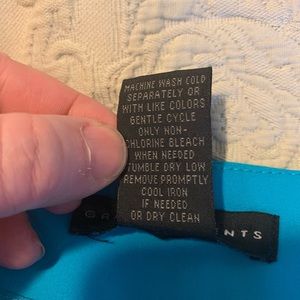 MACHINE WASH COLD
SEPARATELY OR
WITH LIKE COLORS
GENTLE CYCLE
ONLY NON-
CHLORINE BLEACH
WHEN NEEDED
TUMBLE DRY LOW
REMOVE PROMPTLY
COOL IRON
IF NEEDED
OR DRY CLEAN